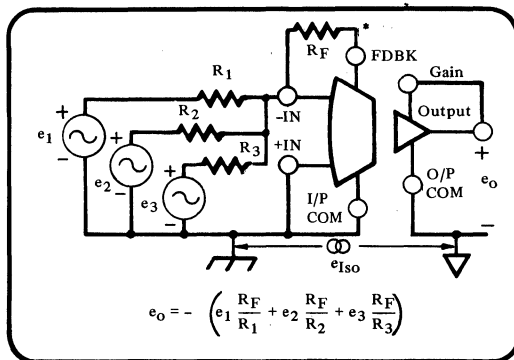 *
R_F
FDBK
R_1
Gain
-IN
Output
R_2
+
+IN
+
e_1
-
R_3
+
+
e_2
-
I/P
COM
O/P
COM
e_o
e_3
-
-
e_Iso
e_o = - (e_1 R_F/R_1 + e_2 R_F/R_2 + e_3 R_F/R_3)